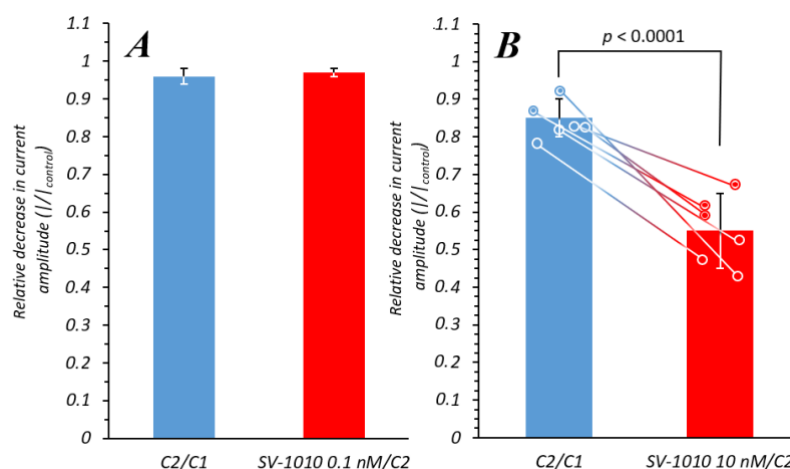 A
Relative decrease in current
amplitude (|/|control)
1.1
1
0.9
0.8
0.7
0.6
0.5
0.4
0.3
0.2
0.1
0
C2/C1
SV-1010 0.1 nM/C2
B
p < 0.0001
Relative decrease in current
amplitude (|/|control)
1.1
1
0.9
0.8
0.7
0.6
0.5
0.4
0.3
0.2
0.1
0
C2/C1
SV-1010 10 nM/C2